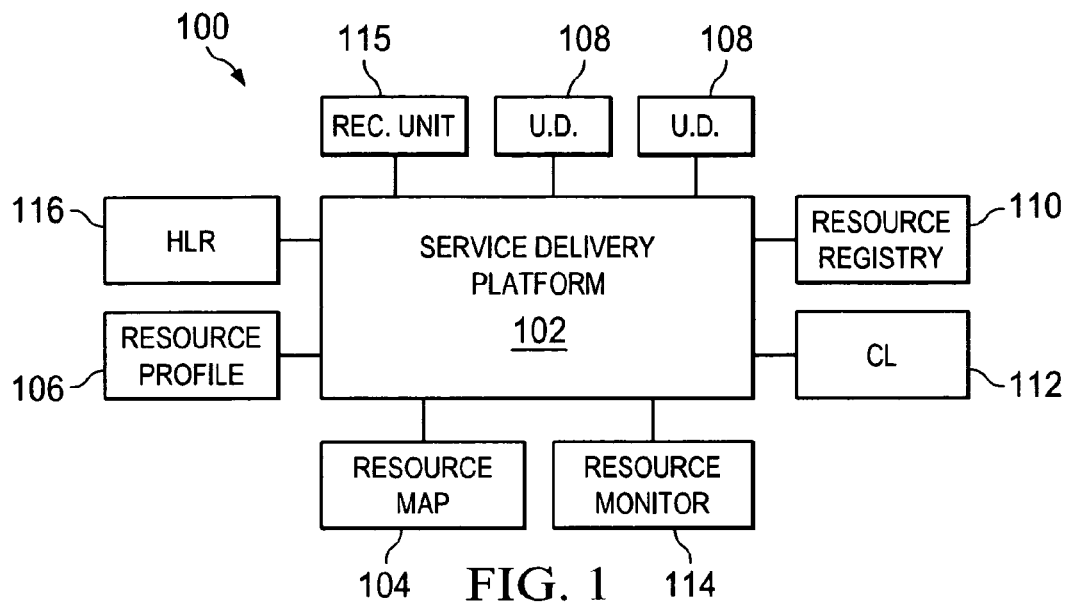 100
115
108
108
REC. UNIT
U.D.
U.D.
116
HLR
SERVICE DELIVERY
PLATFORM
102
RESOURCE
REGISTRY
110
RESOURCE
PROFILE
106
CL
112
RESOURCE
MAP
RESOURCE
MONITOR
104
114
FIG. 1